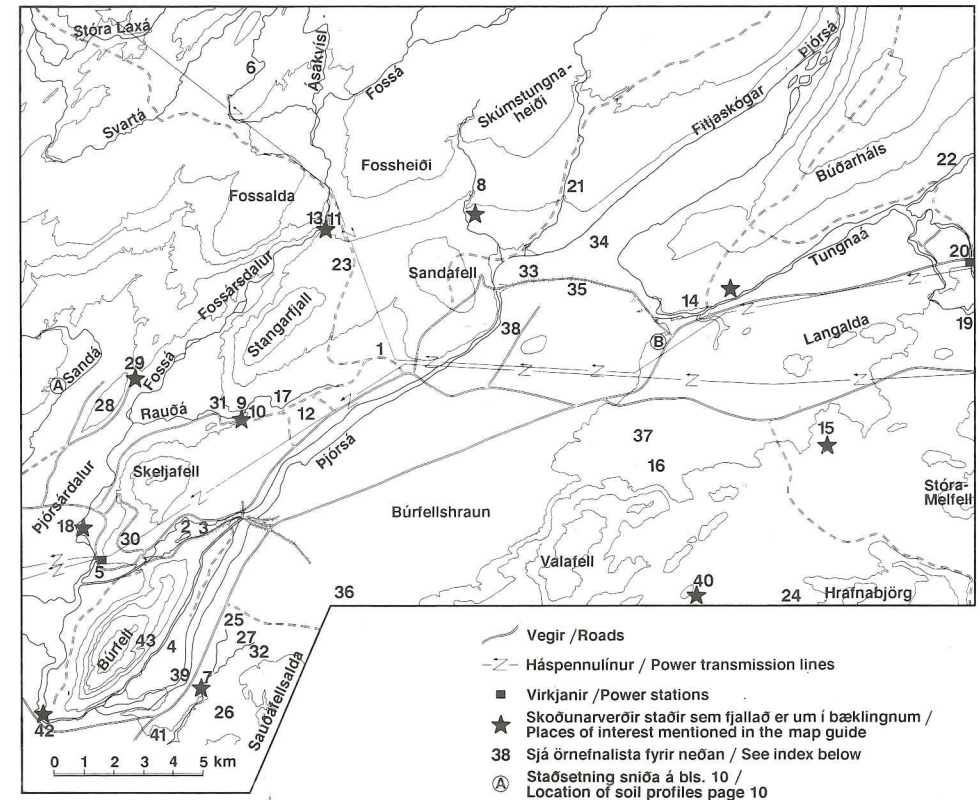 Stóra Laxá
6
Ásakvísl
Fossá
Skúmstungna-
heiði
Þjórsá
Fitjaskógar
Svartá
Fossheiði
Búðarháls
22
Fossalda
8
21
13 11
34
Tungnaá
20
23
Sandafell
33
35
14
Fossársdalur
Stangarfjall
38
B
Langalda
19
1
A
Sandá
29
Fossá
28
Rauðá
31
9
10
17
12
Þjórsá
37
16
15
Stóra-
Melfell
Skeljafell
Þjórsárdalur
18
30
2
3
5
Búrfellshraun
Valafell
36
40
24
Hrafnabjörg
Búrfell
43
4
25
27
32
39
7
26
Sauðafellsalda
42
41
0 1 2 3 4 5 km
Vegir /Roads
Háspennulínur / Power transmission lines
Virkjanir /Power stations
Skoðunarverðir staðir sem fjallað er um í bæklingnum /
Places of interest mentioned in the map guide
38 Sjá örnefnalista fyrir neðan / See index below
A Staðsetning sniða á bls. 10 /
Location of soil profiles page 10